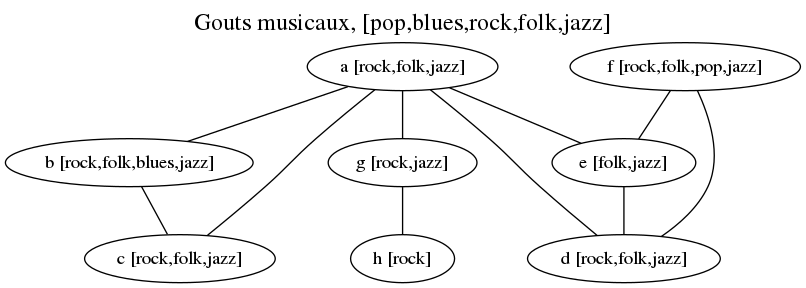 Gouts musicaux, [pop,blues,rock,folk,jazz]
a [rock,folk,jazz]
f [rock,folk,pop,jazz]
b [rock,folk,blues,jazz]
g [rock,jazz]
e [folk,jazz]
c [rock,folk,jazz]
h [rock]
d [rock,folk,jazz]